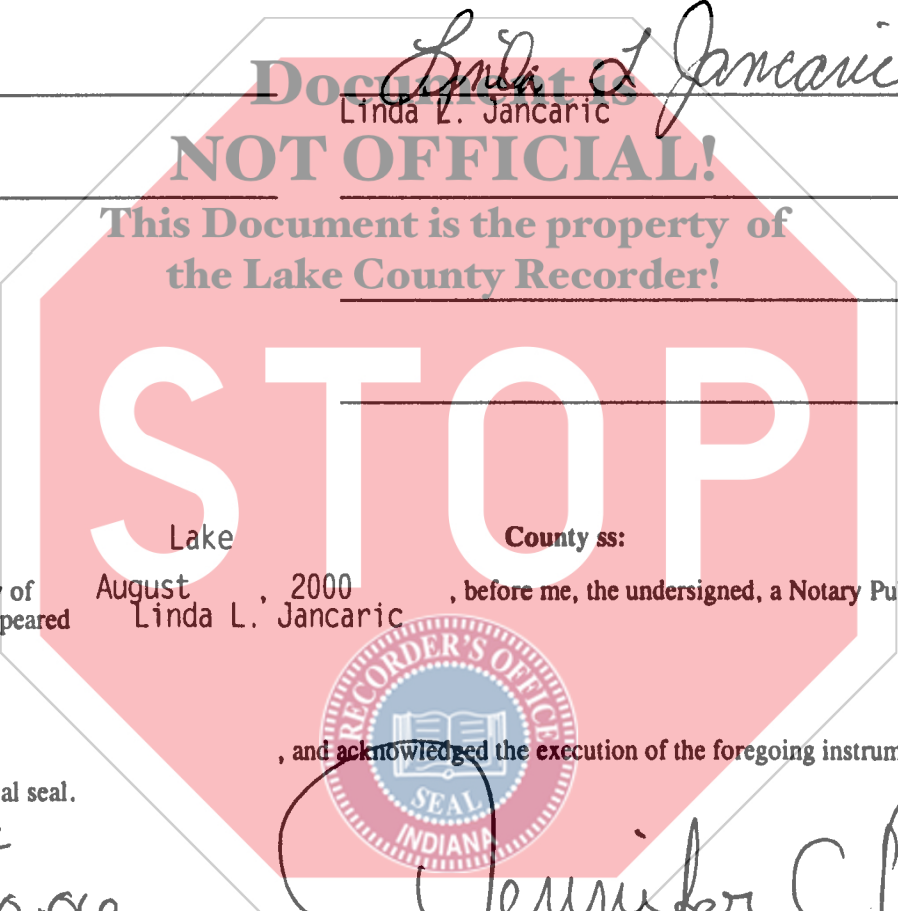 Linda L Jancaric
Document is
Linda L. Jancaric
NOT OFFICIAL!
This Document is the property of
the Lake County Recorder!
STOP
Lake County ss:
y of August , 2000 , before me, the undersigned, a Notary Pu
peared Linda L. Jancaric
RECORDER'S OFFICE
, and acknowledged the execution of the foregoing instrum
al seal.
SEAL
INDIANA
Jennifer C